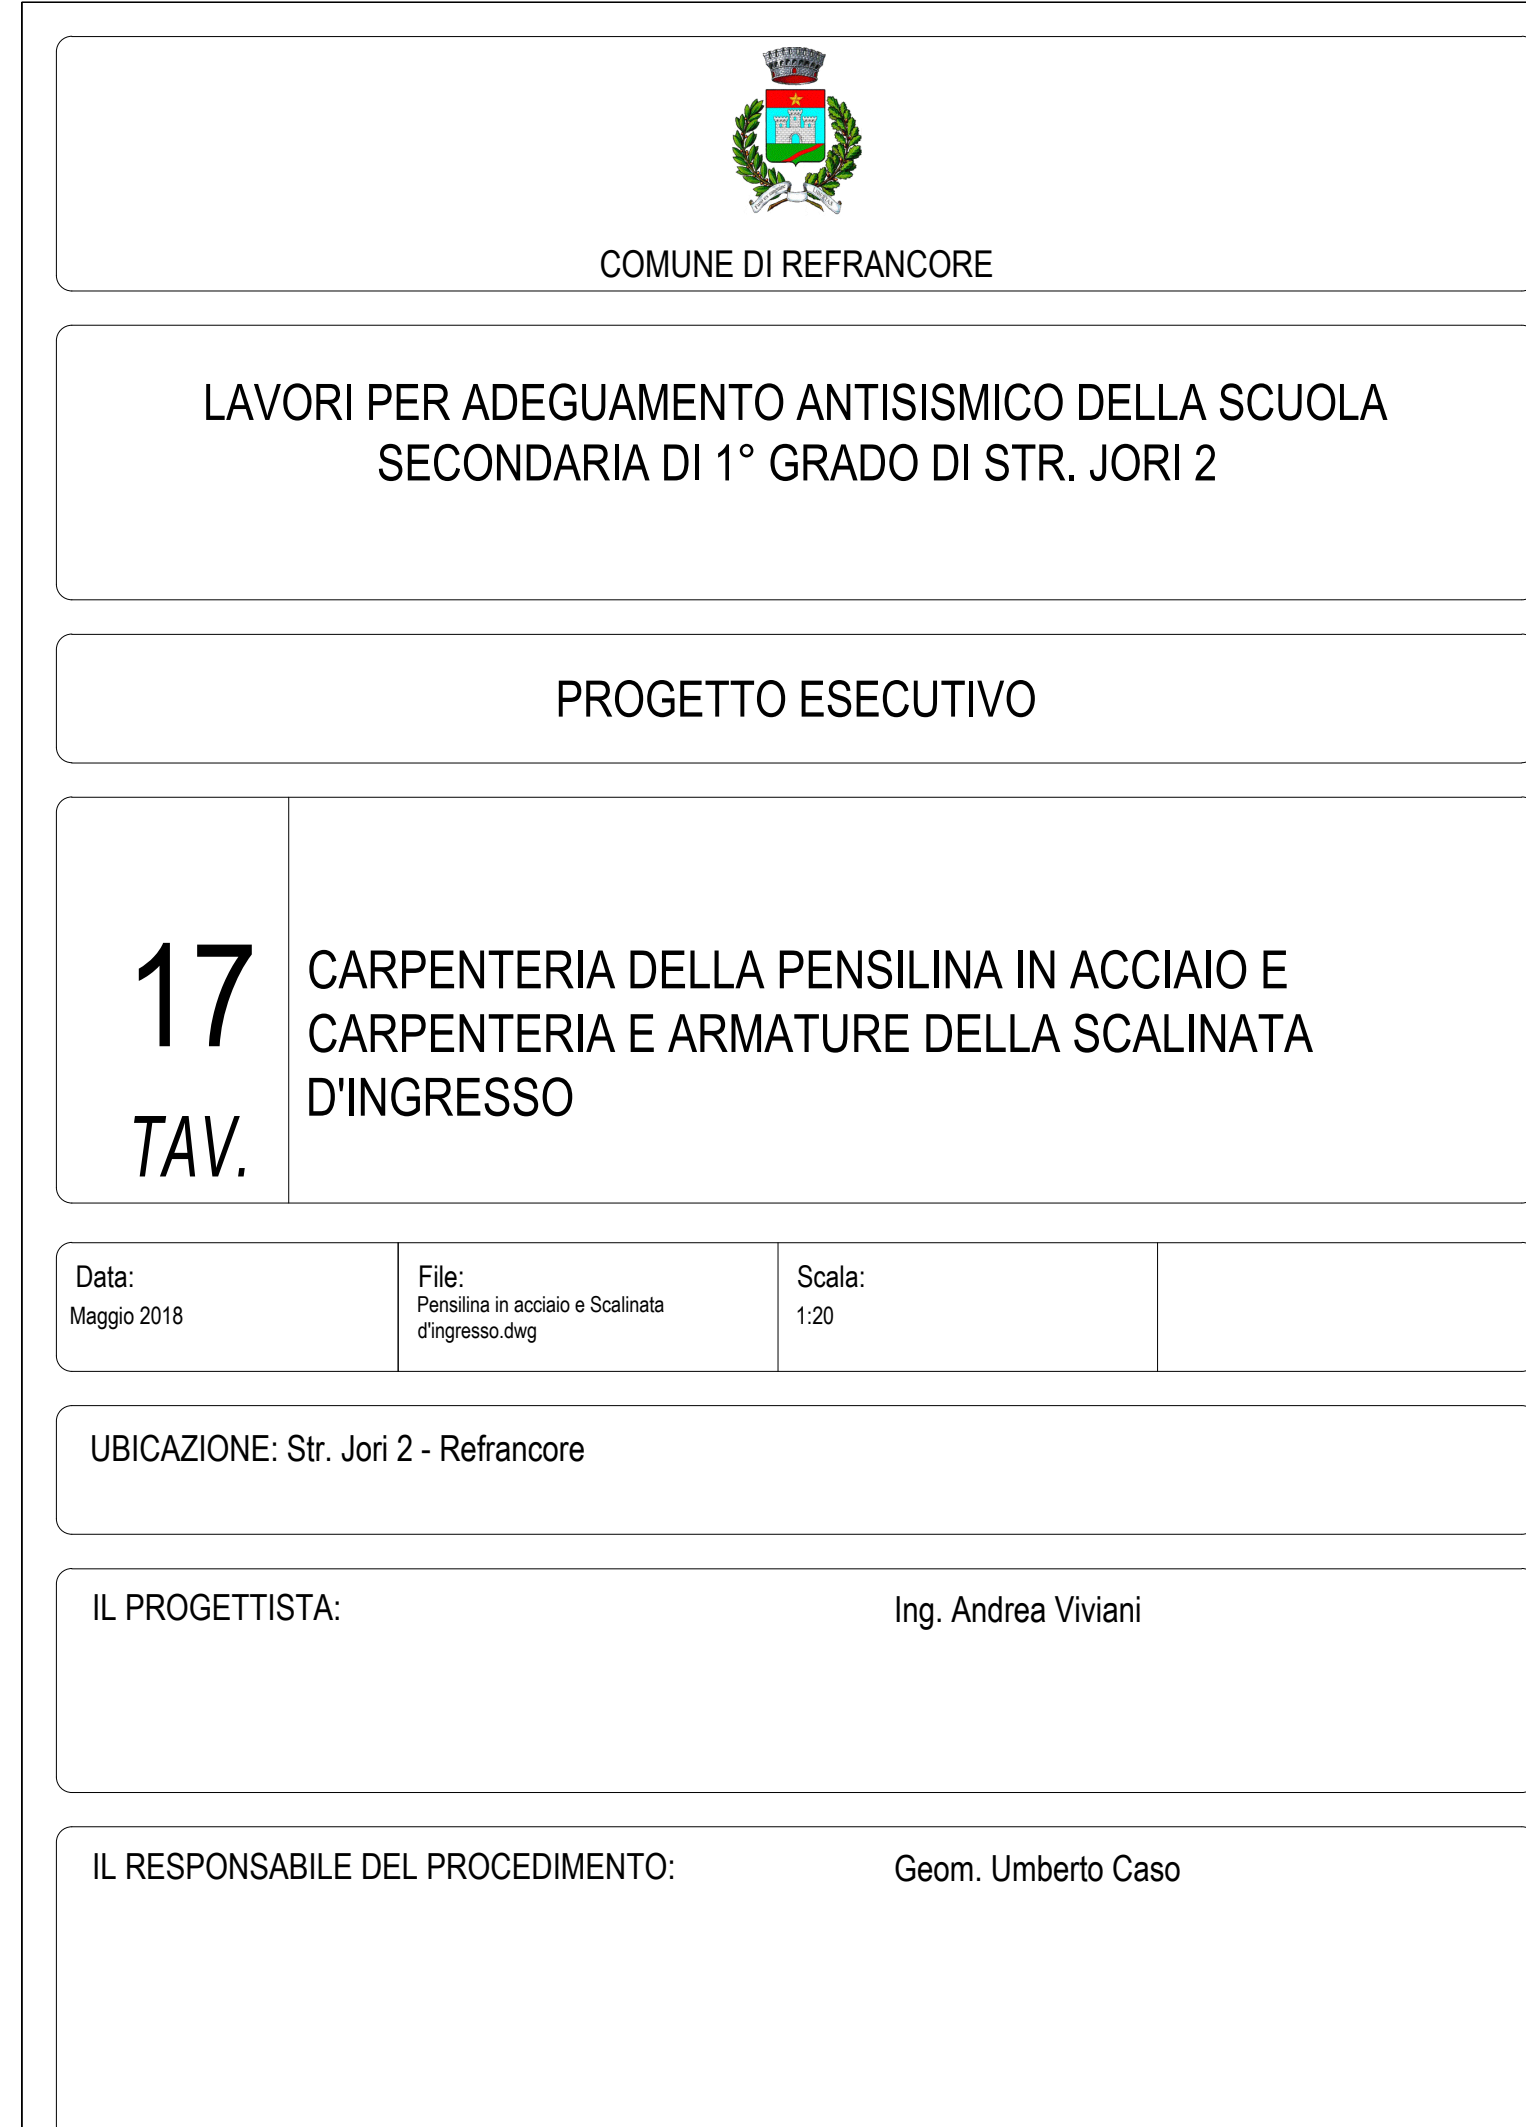 COMUNE DI REFRANCORE
LAVORI PER ADEGUAMENTO ANTISISMICO DELLA SCUOLA
SECONDARIA DI 1° GRADO DI STR. JORI 2
PROGETTO ESECUTIVO
17
TAV.
CARPENTERIA DELLA PENSILINA IN ACCIAIO E
CARPENTERIA E ARMATURE DELLA SCALINATA
D'INGRESSO
Data:
Maggio 2018
File:
Pensilina in acciaio e Scalinata
d'ingresso.dwg
Scala:
1:20
UBICAZIONE: Str. Jori 2 - Refrancore
IL PROGETTISTA:
Ing. Andrea Viviani
IL RESPONSABILE DEL PROCEDIMENTO:
Geom. Umberto Caso